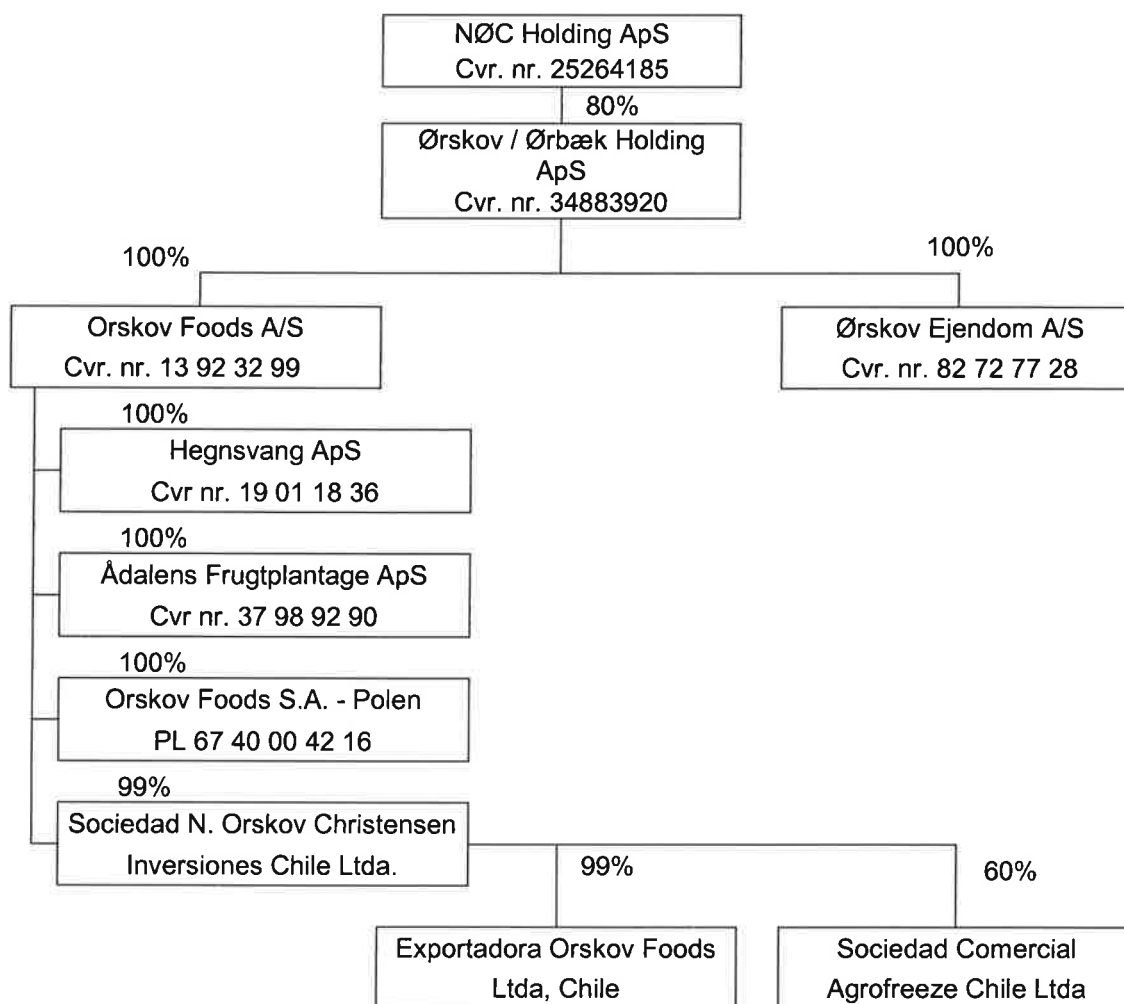 NØC Holding ApS
Cvr. nr. 25264185
80%
Ørskov / Ørbæk Holding
ApS
Cvr. nr. 34883920
100%
100%
Orskov Foods A/S
Cvr. nr. 13 92 32 99
Ørskov Ejendom A/S
Cvr. nr. 82 72 77 28
100%
Hegnsvang ApS
Cvr nr. 19 01 18 36
100%
Ådalens Frugtplantage ApS
Cvr nr. 37 98 92 90
100%
Orskov Foods S.A. - Polen
PL 67 40 00 42 16
99%
Sociedad N. Orskov Christensen
Inversiones Chile Ltda.
99%
60%
Exportadora Orskov Foods
Ltda, Chile
Sociedad Comercial
Agrofreeze Chile Ltda